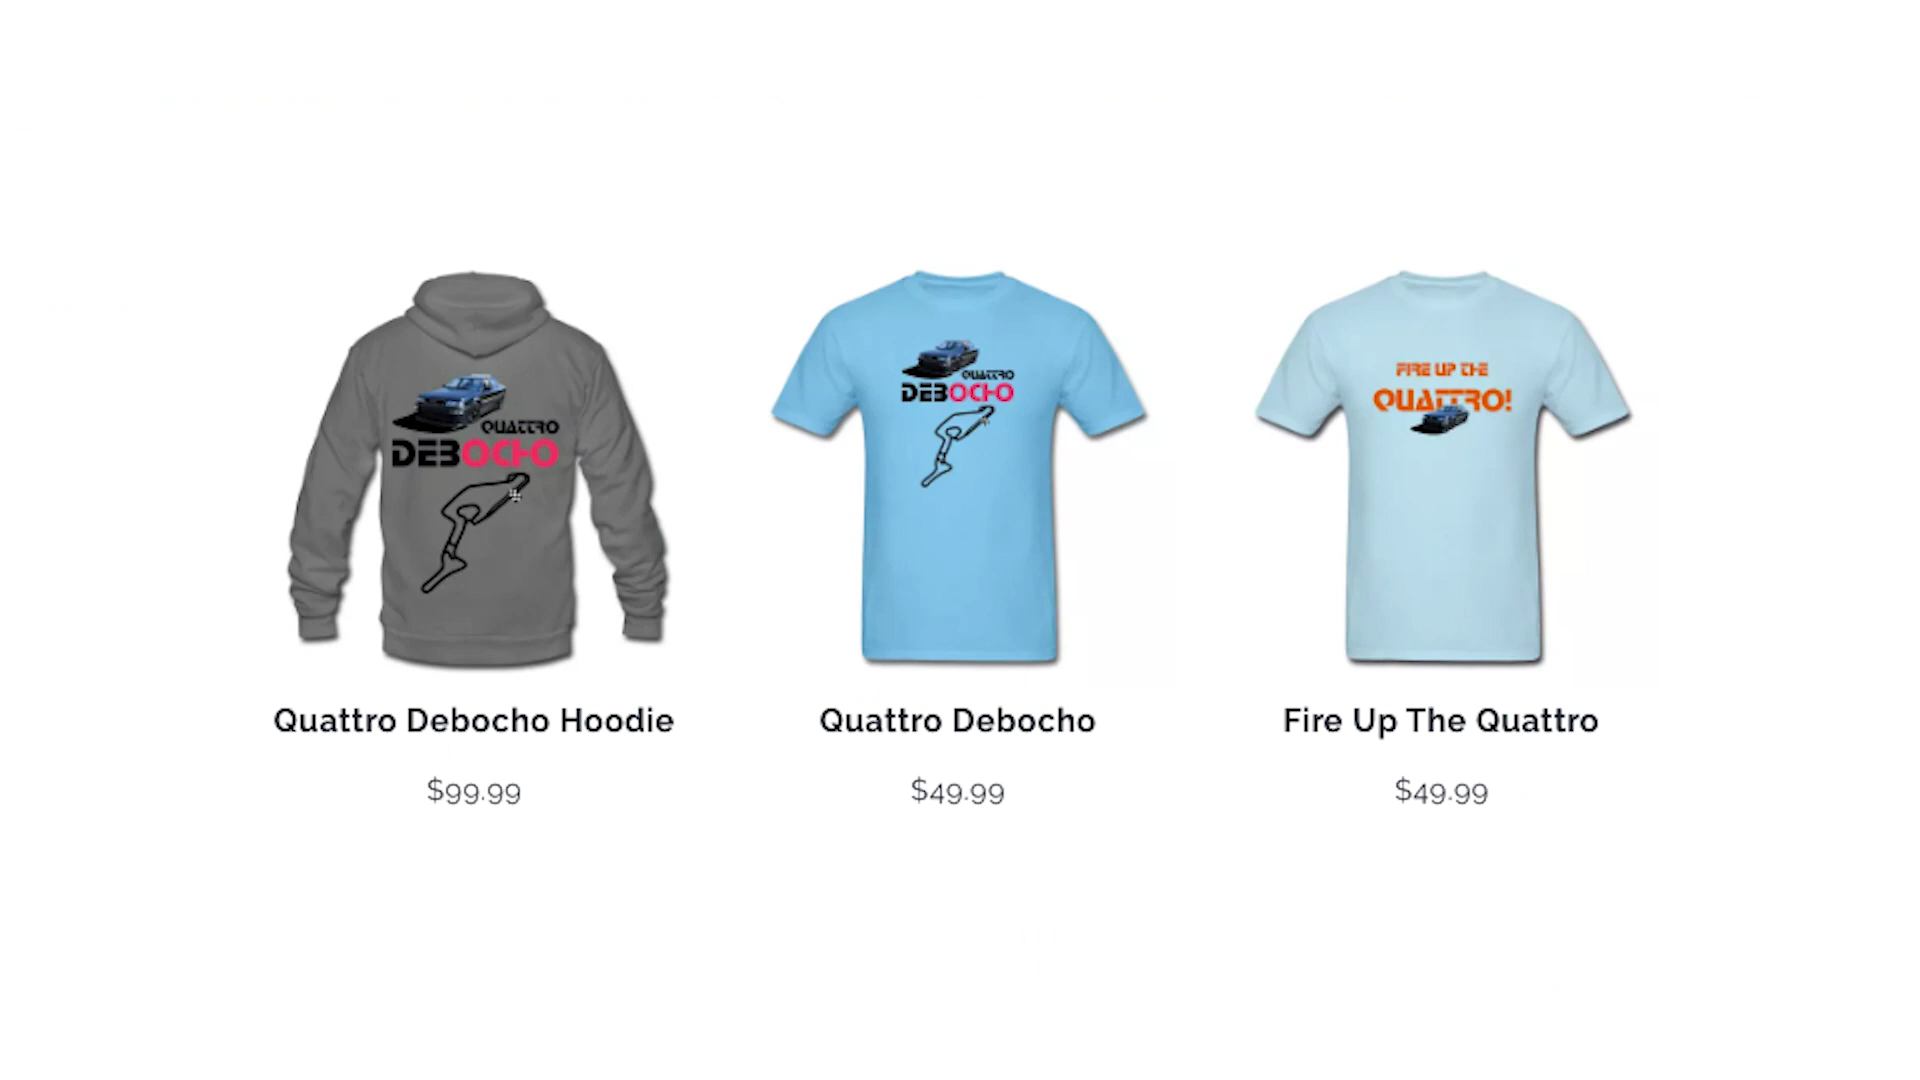 QUATTRO
DEBOCHO
Quattro Debocho Hoodie
$99.99
QUATTRO
DEBOCHO
Quattro Debocho
$49.99
FIRE UP THE
QUATTRO!
Fire Up The Quattro
$49.99